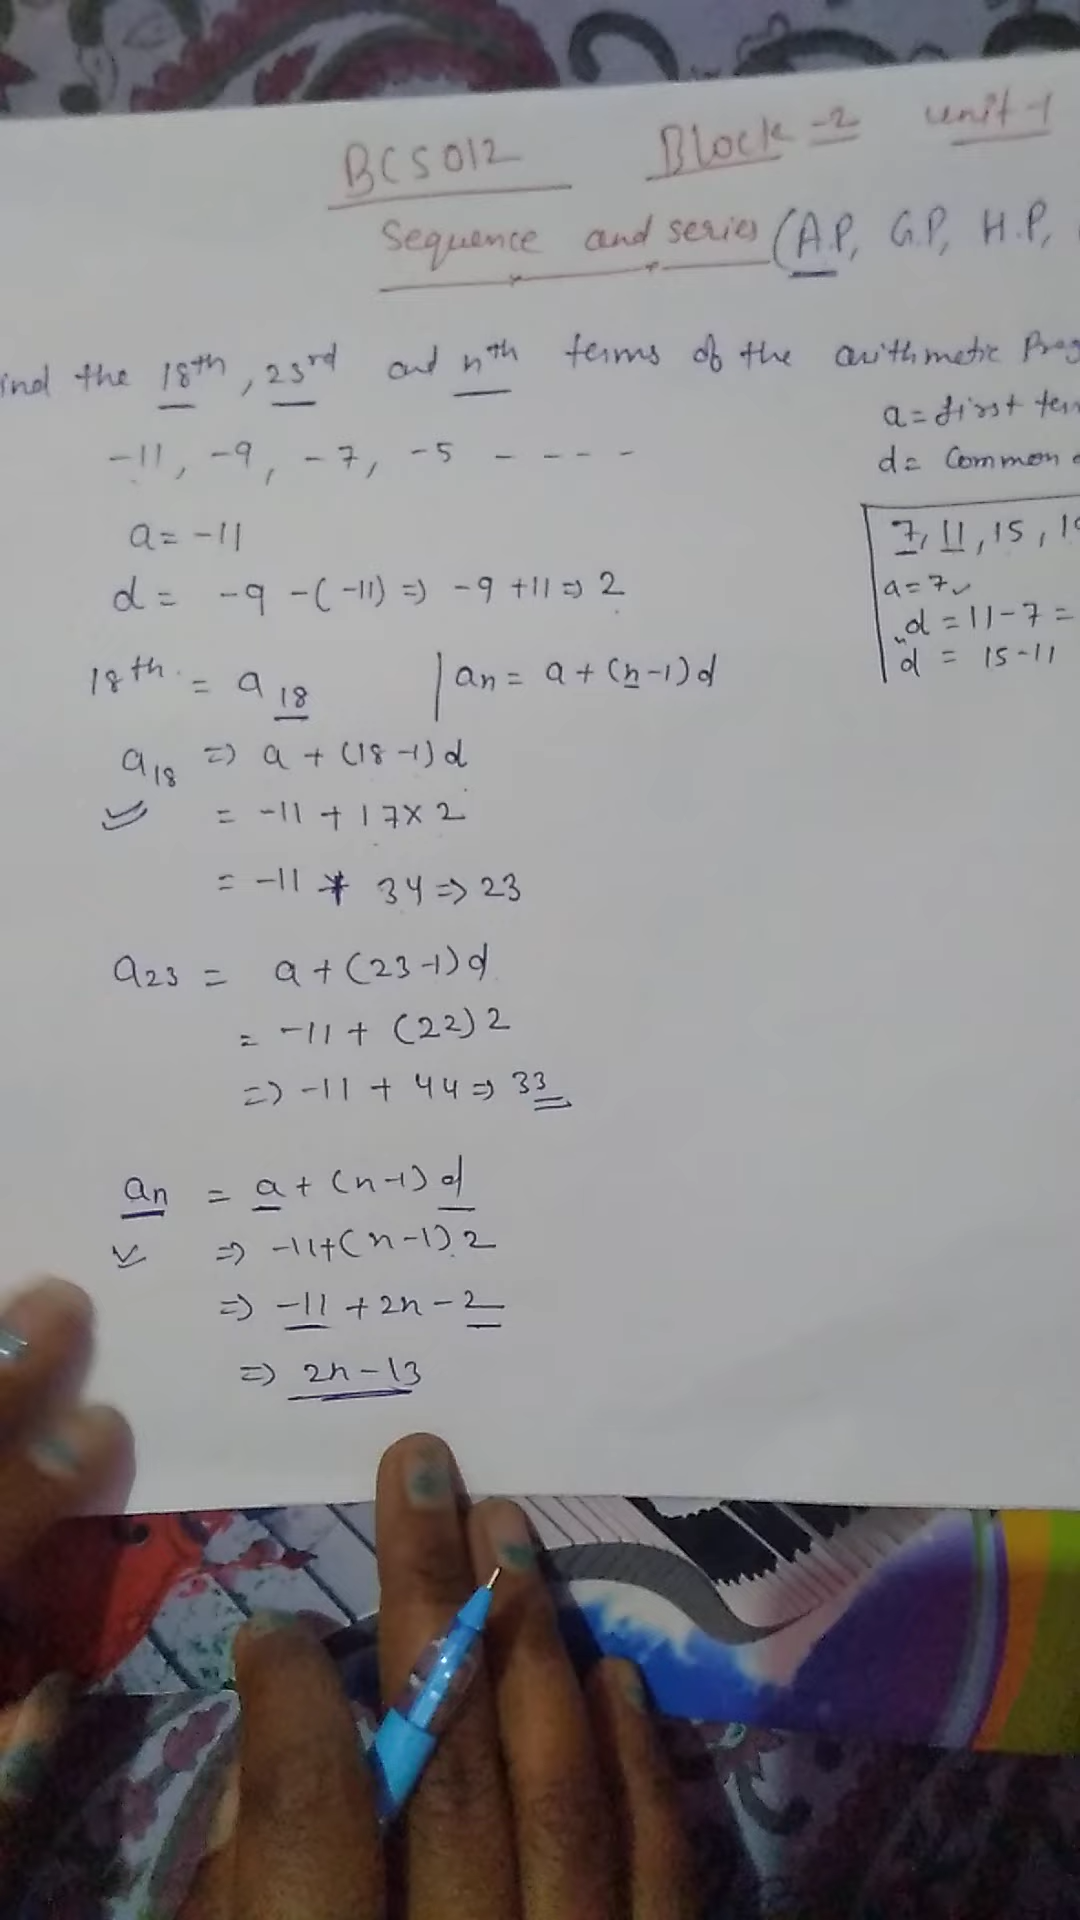 BCS012 Block-2 unit-1
Sequence and series (A.P, G.P, H.P,
ind the 18th, 23rd and nth terms of the arithmetic Prog
a = first ter
-11, -9, -7, -5 - - - -
d = Common
a = -11
7, 11, 15, 1
d = -9 -(-11) => -9 +11 => 2
a = 7
d = 11-7 =
18th = a18 | an = a + (n-1)d
d = 15-11
a18 => a + (18-1)d
= -11 + 17x2
= -11 + 34 => 23
a23 = a + (23-1)d
= -11 + (22)2
=> -11 + 44 => 33
an = a + (n-1)d
=> -11+(n-1).2
=> -11 + 2n - 2
=> 2n-13